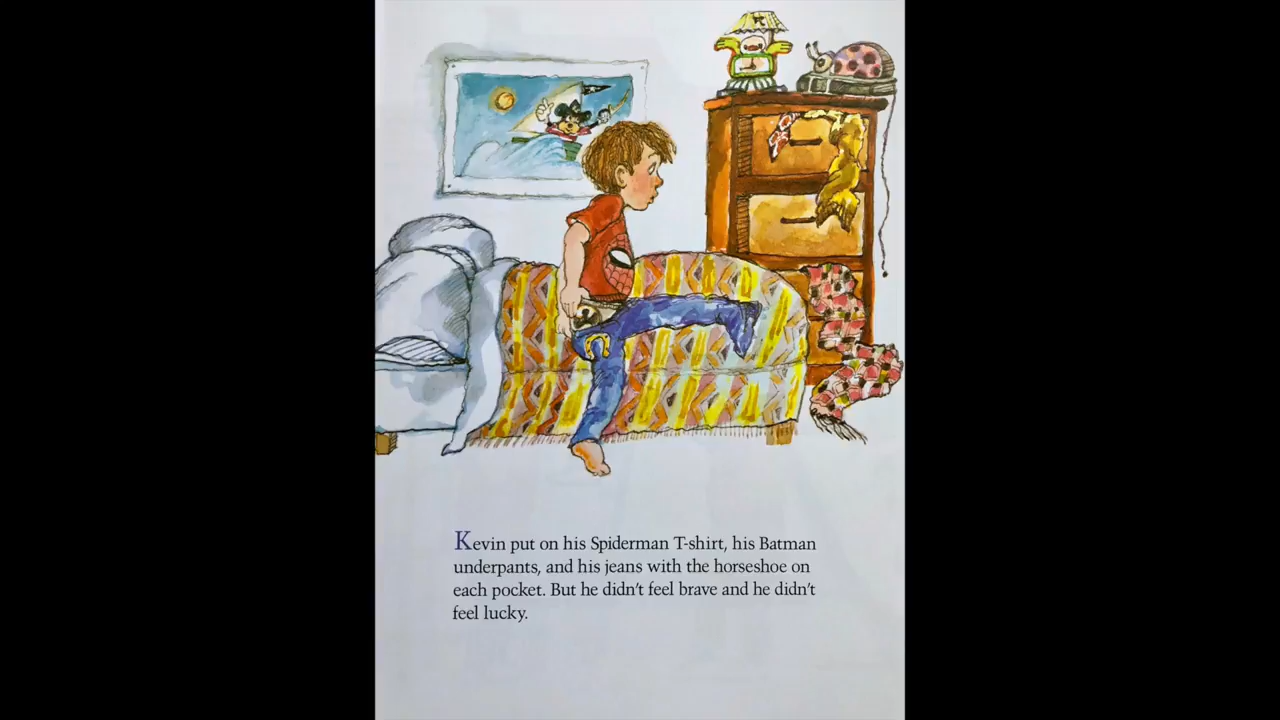 Kevin put on his Spiderman T-shirt, his Batman
underpants, and his jeans with the horseshoe on
each pocket. But he didn't feel brave and he didn't
feel lucky.